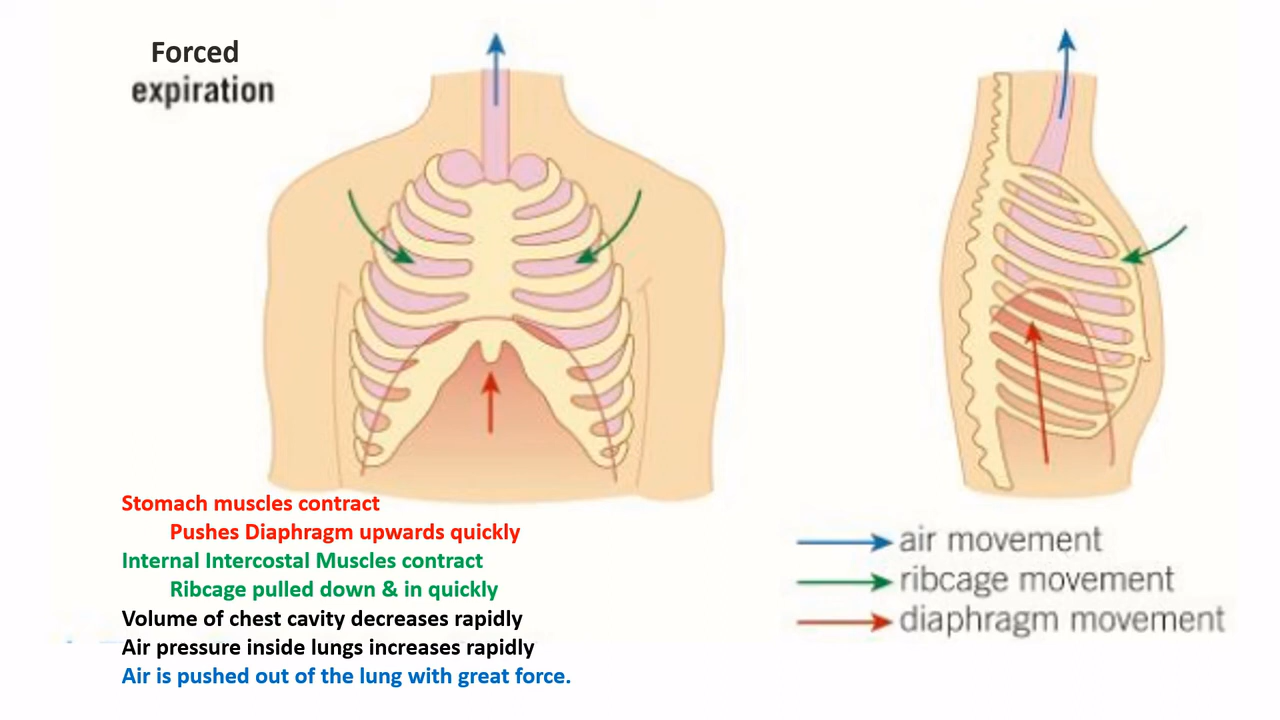 Forced
expiration
Stomach muscles contract
Pushes Diaphragm upwards quickly
Internal Intercostal Muscles contract
Ribcage pulled down & in quickly
Volume of chest cavity decreases rapidly
Air pressure inside lungs increases rapidly
Air is pushed out of the lung with great force.
air movement
ribcage movement
diaphragm movement